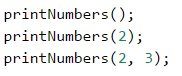 printNumbers();
printNumbers(2);
printNumbers(2, 3);